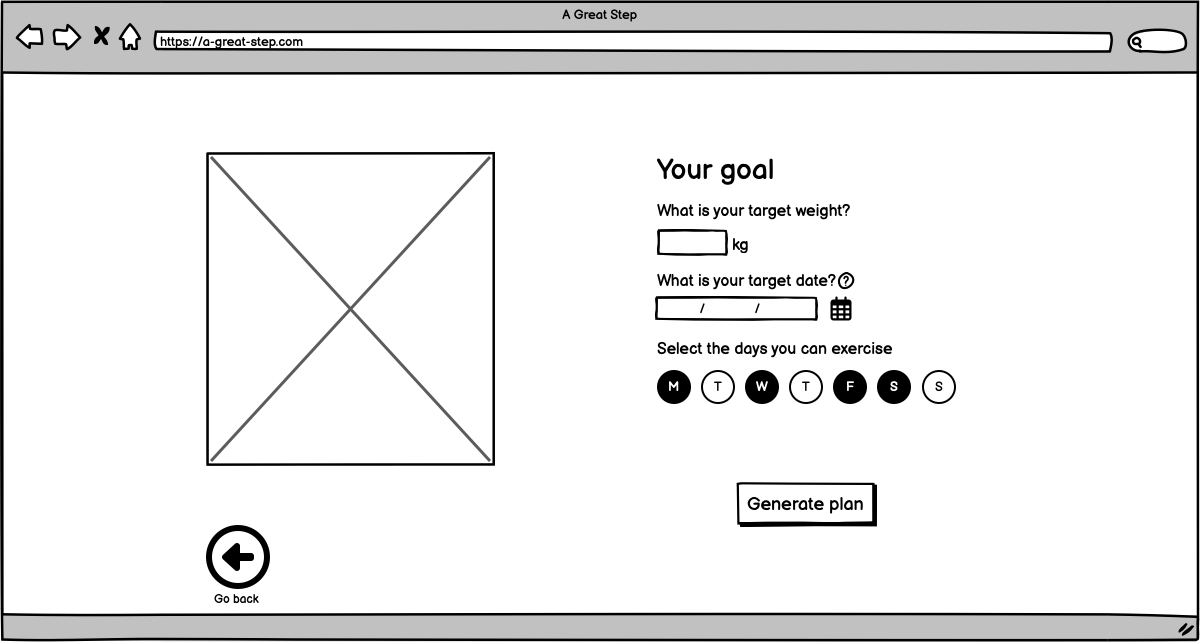 A Great Step
https://a-great-step.com
Your goal
What is your target weight?
kg
What is your target date? ?
/ /
Select the days you can exercise
M T W T F S S
Generate plan
Go back